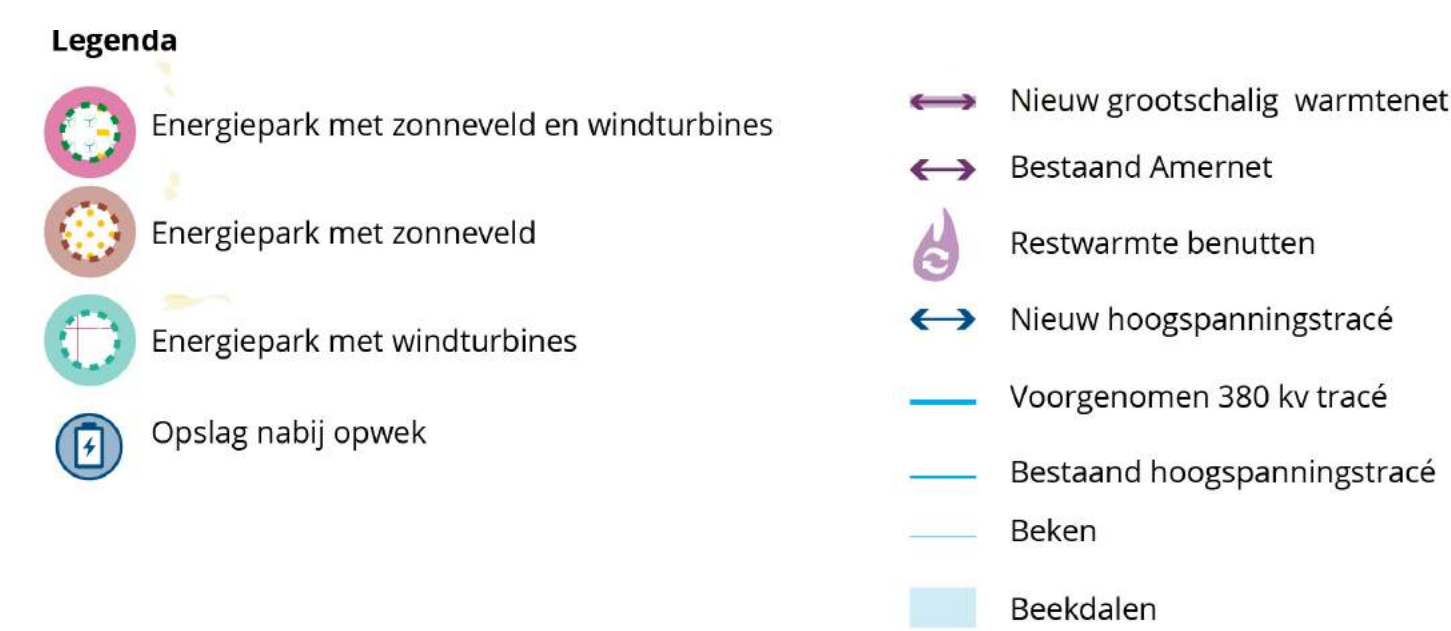 Legenda
Energiepark met zonneveld en windturbines
Energiepark met zonneveld
Energiepark met windturbines
Opslag nabij opwek
Nieuw grootschalig warmtenet
Bestaand Amernet
Restwarmte benutten
Nieuw hoogspanningstracé
Voorgenomen 380 kv tracé
Bestaand hoogspanningstracé
Beken
Beekdalen